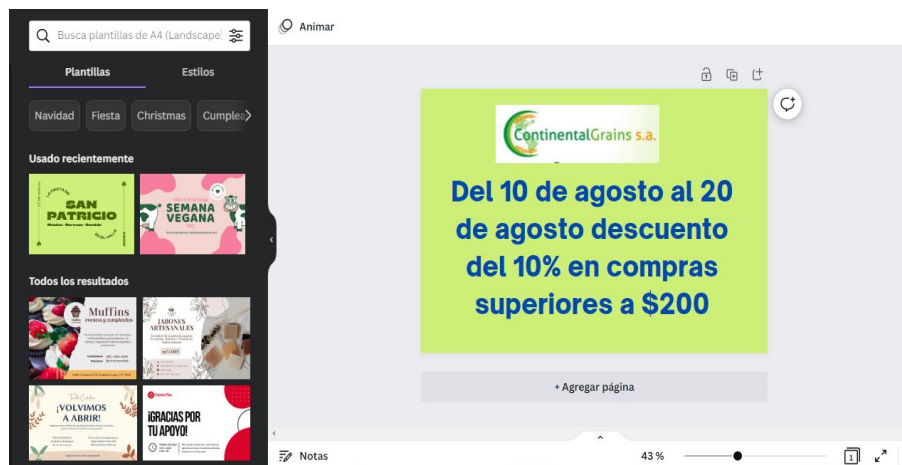 Busca plantillas de A4 (Landscape)
Animar
Plantillas
Estilos
Navidad
Fiesta
Christmas
Cumplea
Usado recientemente
SAN
PATRICIO
SEMANA
VEGANA
Todos los resultados
Muffins
eventos y cumpleaños
JABONES
ARTESANALES
¡VOLVIMOS
A ABRIR!
¡GRACIAS POR
TU APOYO!
ContinentalGrains s.a.
Del 10 de agosto al 20
de agosto descuento
del 10% en compras
superiores a $200
+ Agregar página
Notas
43 %
1